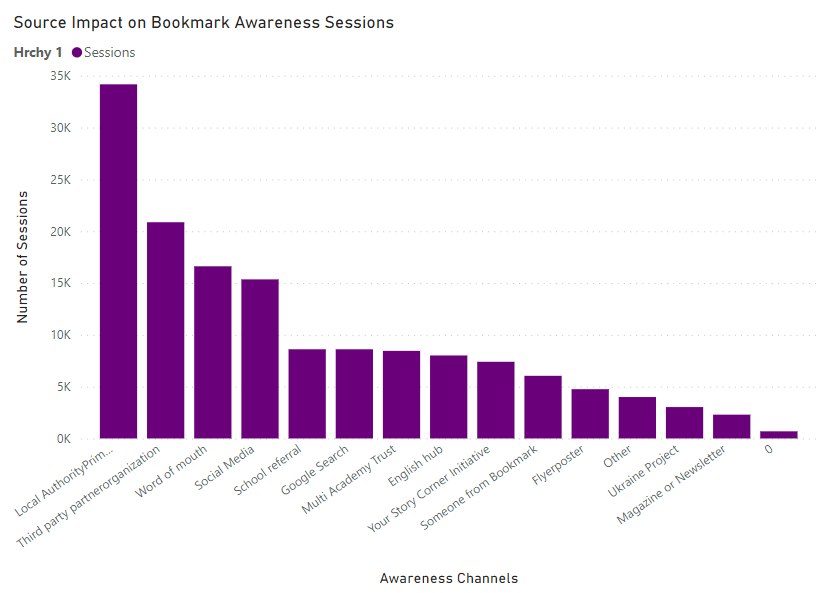 Source Impact on Bookmark Awareness Sessions
Hrchy 1 Sessions
35K
30K
25K
20K
15K
10K
5K
0K
Number of Sessions
Local AuthorityPrim...
Third party partnerorganization
Word of mouth
Social Media
School referral
Google Search
Multi Academy Trust
English hub
Your Story Corner Initiative
Someone from Bookmark
Flyerposter
Other
Ukraine Project
Magazine or Newsletter
0
Awareness Channels